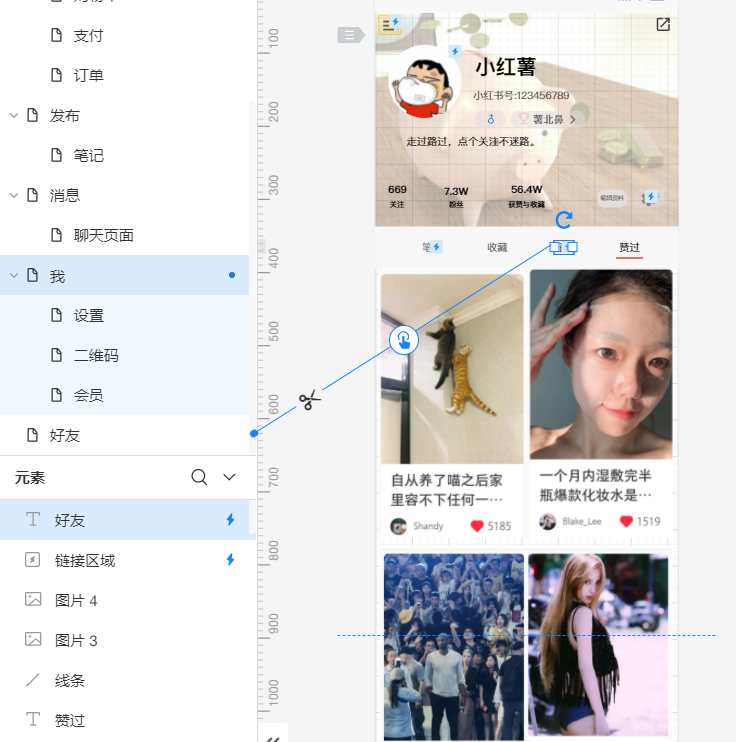 支付
订单
发布
笔记
消息
聊天页面
我
设置
二维码
会员
好友
元素
好友
链接区域
图片 4
图片 3
线条
赞过
100
200
300
400
500
600
700
800
900
1000
小红薯
小红书号:123456789
薯北鼻 >
走过路过，点个关注不迷路。
669
关注
7.3W
粉丝
56.4W
获赞与收藏
编辑资料
笔
收藏
赞过
自从养了喵之后家
里容不下任何一…
Shandy
5185
一个月内湿敷完半
瓶爆款化妆水是…
Blake_Lee
1519